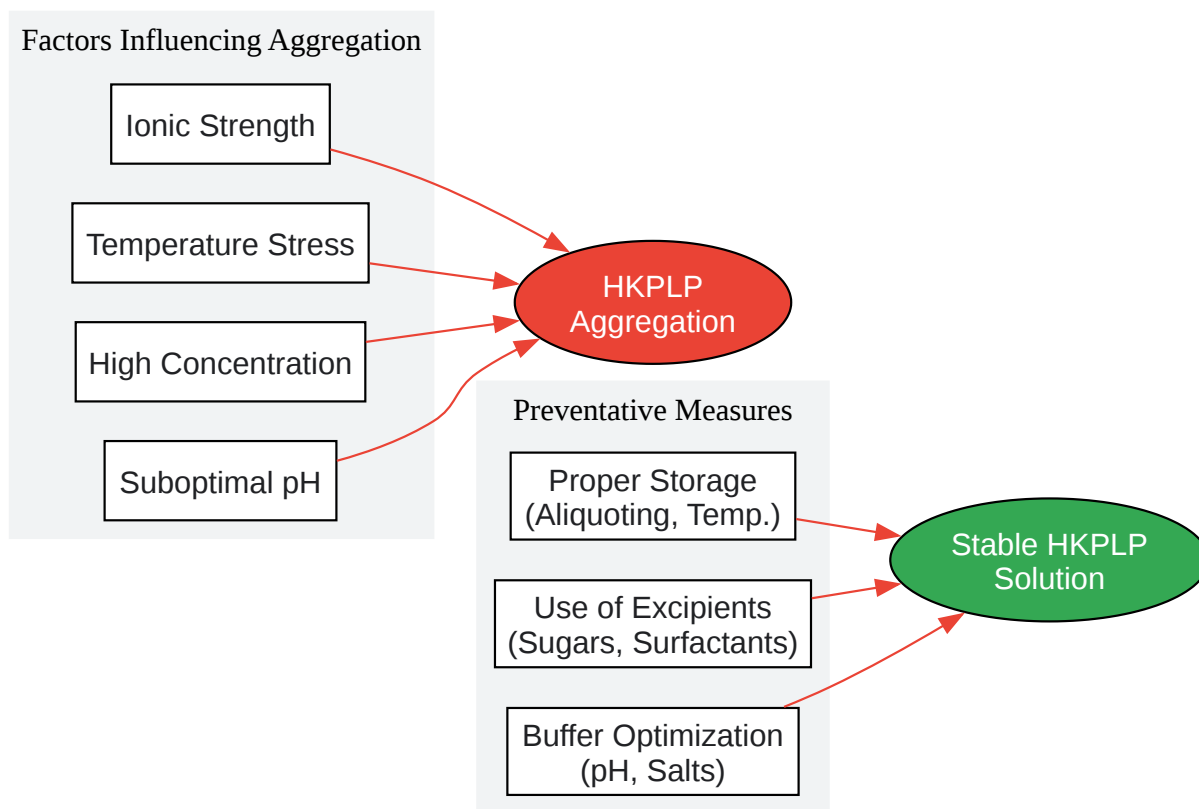 Factors Influencing Aggregation
Ionic Strength
Temperature Stress
High Concentration
Suboptimal pH
HKPLP
Aggregation
Preventative Measures
Proper Storage
(Aliquoting, Temp.)
Use of Excipients
(Sugars, Surfactants)
Buffer Optimization
(pH, Salts)
Stable HKPLP
Solution